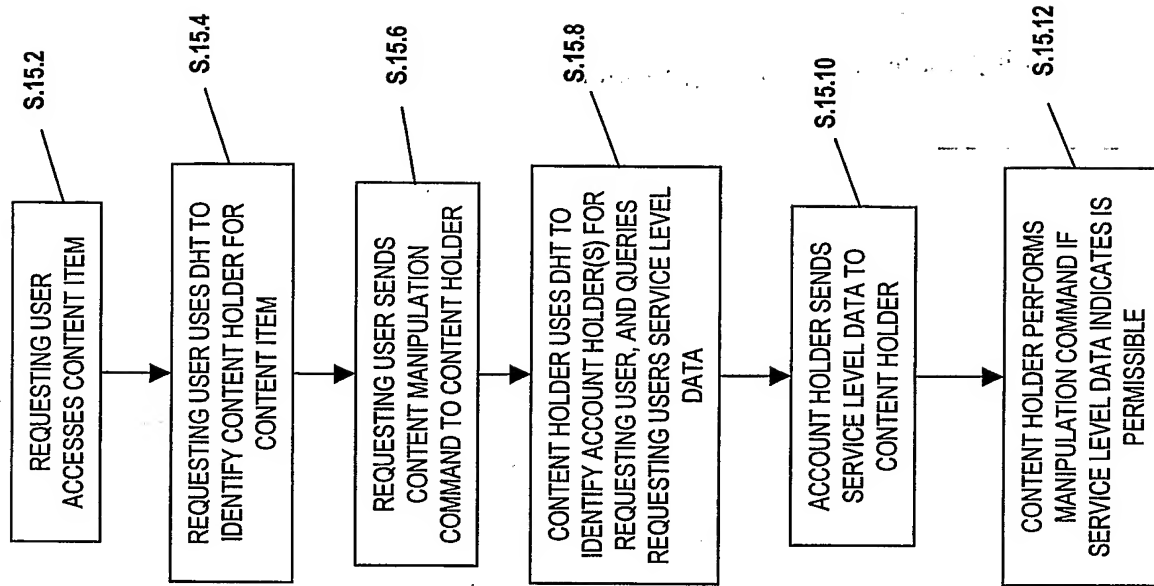 REQUESTING USER
ACCESSES CONTENT ITEM
S.15.2
REQUESTING USER USES DHT TO
IDENTIFY CONTENT HOLDER FOR
CONTENT ITEM
S.15.4
REQUESTING USER SENDS
CONTENT MANIPULATION
COMMAND TO CONTENT HOLDER
S.15.6
CONTENT HOLDER USES DHT TO
IDENTIFY ACCOUNT HOLDER(S) FOR
REQUESTING USER, AND QUERIES
REQUESTING USERS SERVICE LEVEL
DATA
S.15.8
ACCOUNT HOLDER SENDS
SERVICE LEVEL DATA TO
CONTENT HOLDER
S.15.10
CONTENT HOLDER PERFORMS
MANIPULATION COMMAND IF
SERVICE LEVEL DATA INDICATES IS
PERMISSIBLE
S.15.12